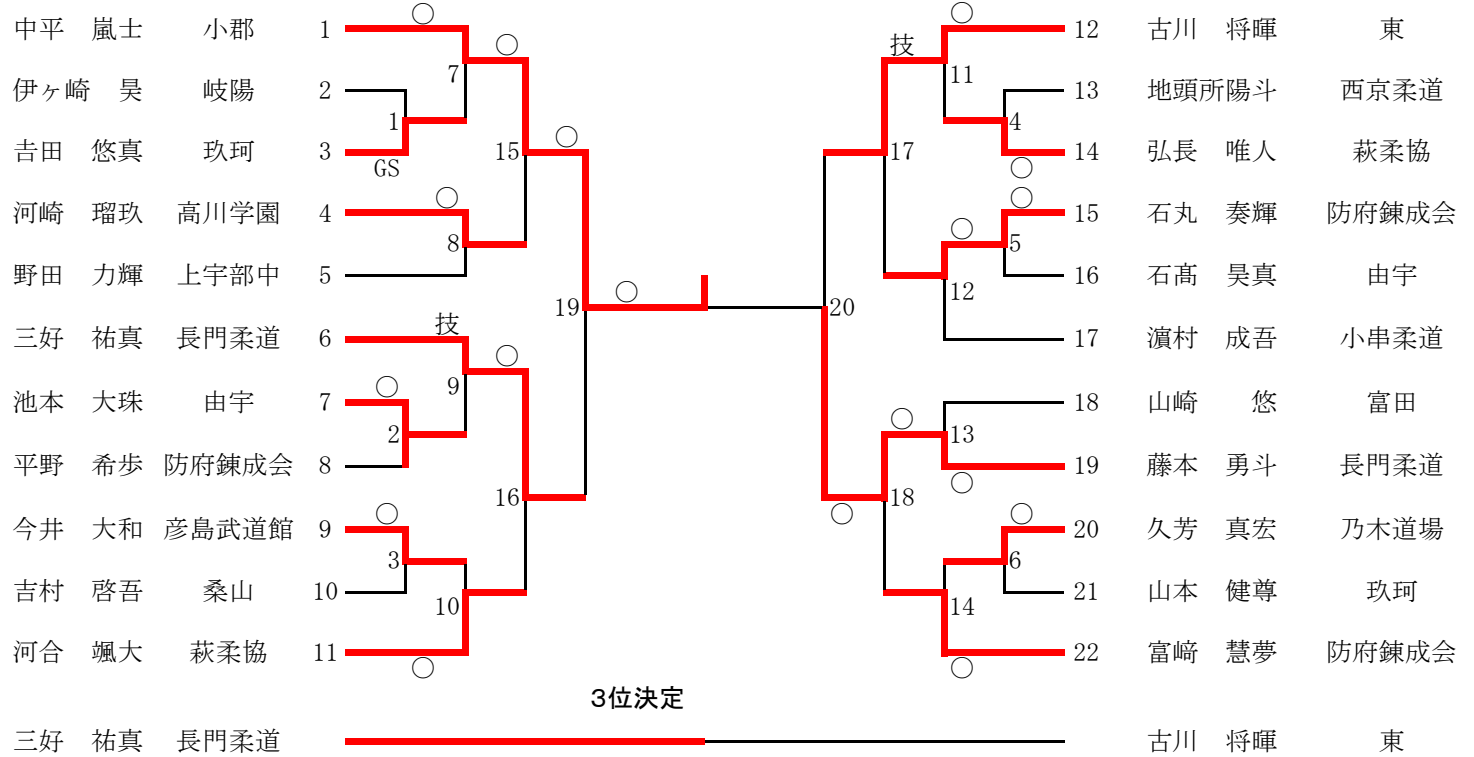 中平 嵐士 小郡 1 ○ ○ 12 古川 将暉 東
○ 7 技 11
伊ヶ崎 昊 岐陽 2 13 地頭所陽斗 西京柔道
1 ○ 4
吉田 悠真 玖珂 3 15 17 14 弘長 唯人 萩柔協
GS ○
河崎 瑠玖 高川学園 4 ○ ○ 15 石丸 奏輝 防府錬成会
8 ○ 5
野田 力輝 上宇部中 5 16 石髙 昊真 由宇
○ 12
19 20
三好 祐真 長門柔道 6 技 17 濵村 成吾 小串柔道
○ 9
池本 大珠 由宇 7 ○ 18 山崎 悠 富田
2 ○ 13
平野 希歩 防府錬成会 8 19 藤本 勇斗 長門柔道
16 18 ○
今井 大和 彦島武道館 9 ○ ○ ○ 20 久芳 真宏 乃木道場
3 6
吉村 啓吾 桑山 10 21 山本 健尊 玖珂
10 14
河合 颯大 萩柔協 11 ○ ○ 22 富﨑 慧夢 防府錬成会
3位決定
三好 祐真 長門柔道 古川 将暉 東